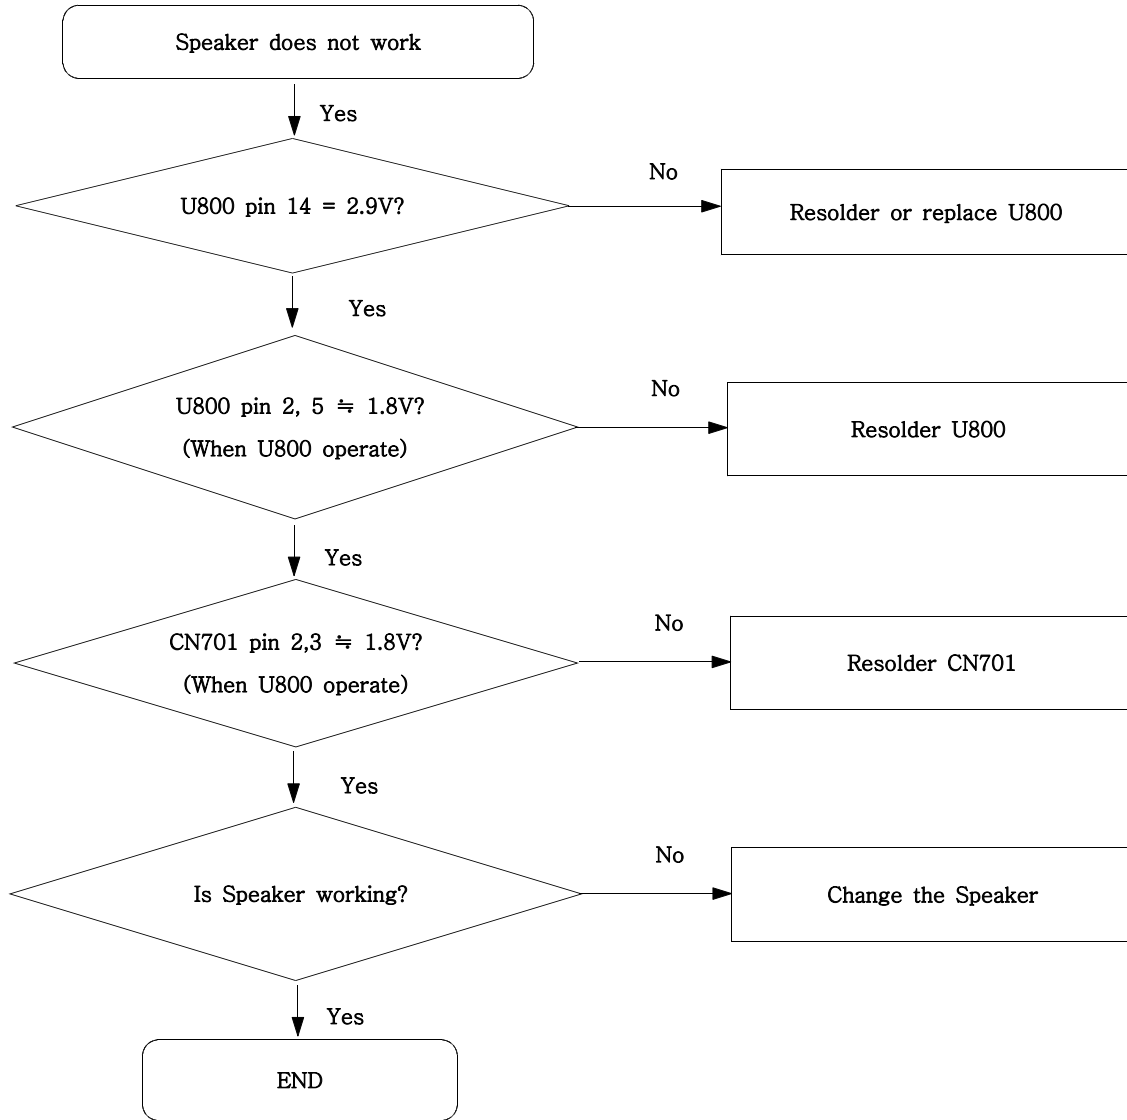 Speaker does not work
Yes
No
U800 pin 14 = 2.9V?
Resolder or replace U800
Yes
No
U800 pin 2, 5 ≒ 1.8V?
(When U800 operate)
Resolder U800
Yes
No
CN701 pin 2,3 ≒ 1.8V?
(When U800 operate)
Resolder CN701
Yes
No
Is Speaker working?
Change the Speaker
Yes
END